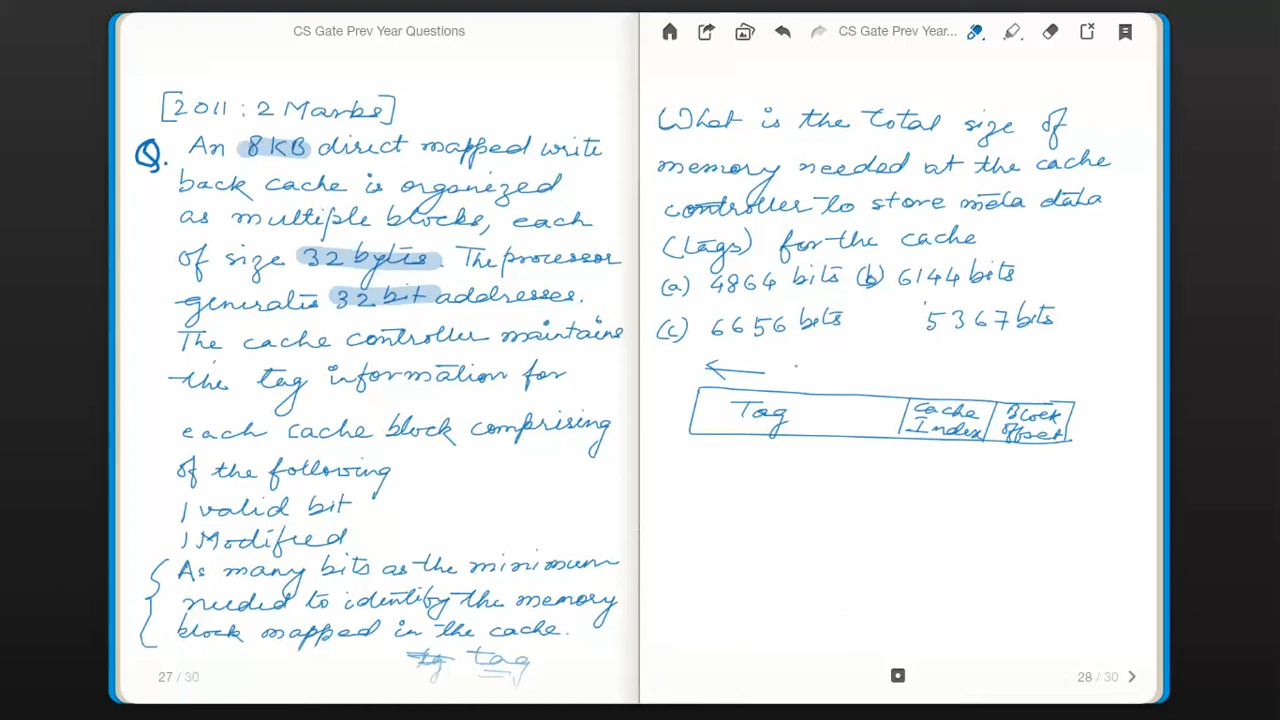 CS Gate Prev Year Questions
[2011 : 2 Marks]
Q. An 8KB direct mapped write
back cache is organized
as multiple blocks, each
of size 32 bytes. The processor
generates 32 bit addresses.
The cache controller maintains
the tag information for
each cache block comprising
of the following
1 valid bit
1 Modified
As many bits as the minimum
needed to identify the memory
block mapped in the cache.
tag
27 / 30
CS Gate Prev Year...
What is the total size of
memory needed at the cache
controller to store meta data
(tags) for the cache
(a) 4864 bits (b) 6144 bits
(c) 6656 bits 5367 bits
Tag Cache Index Block offset
28 / 30